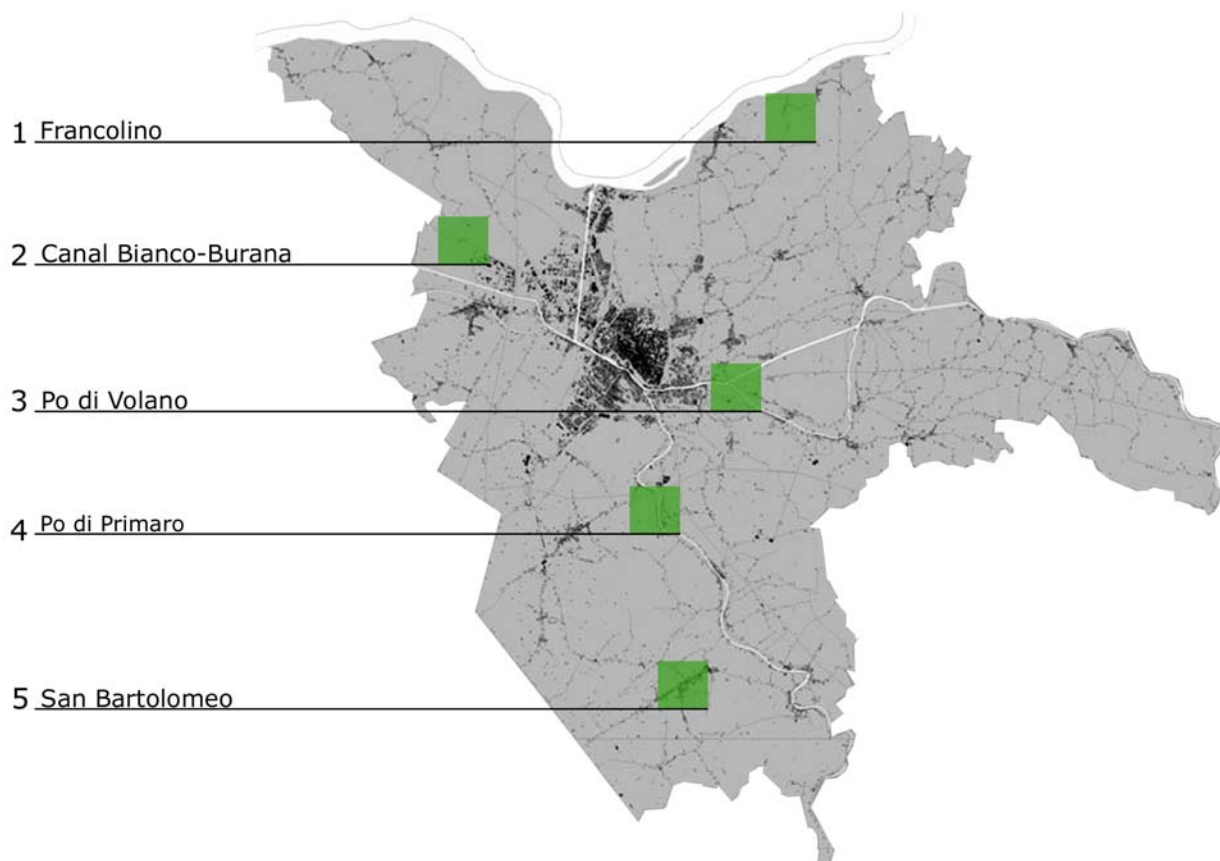 1 Francolino
2 Canal Bianco-Burana
3 Po di Volano
4 Po di Primaro
5 San Bartolomeo